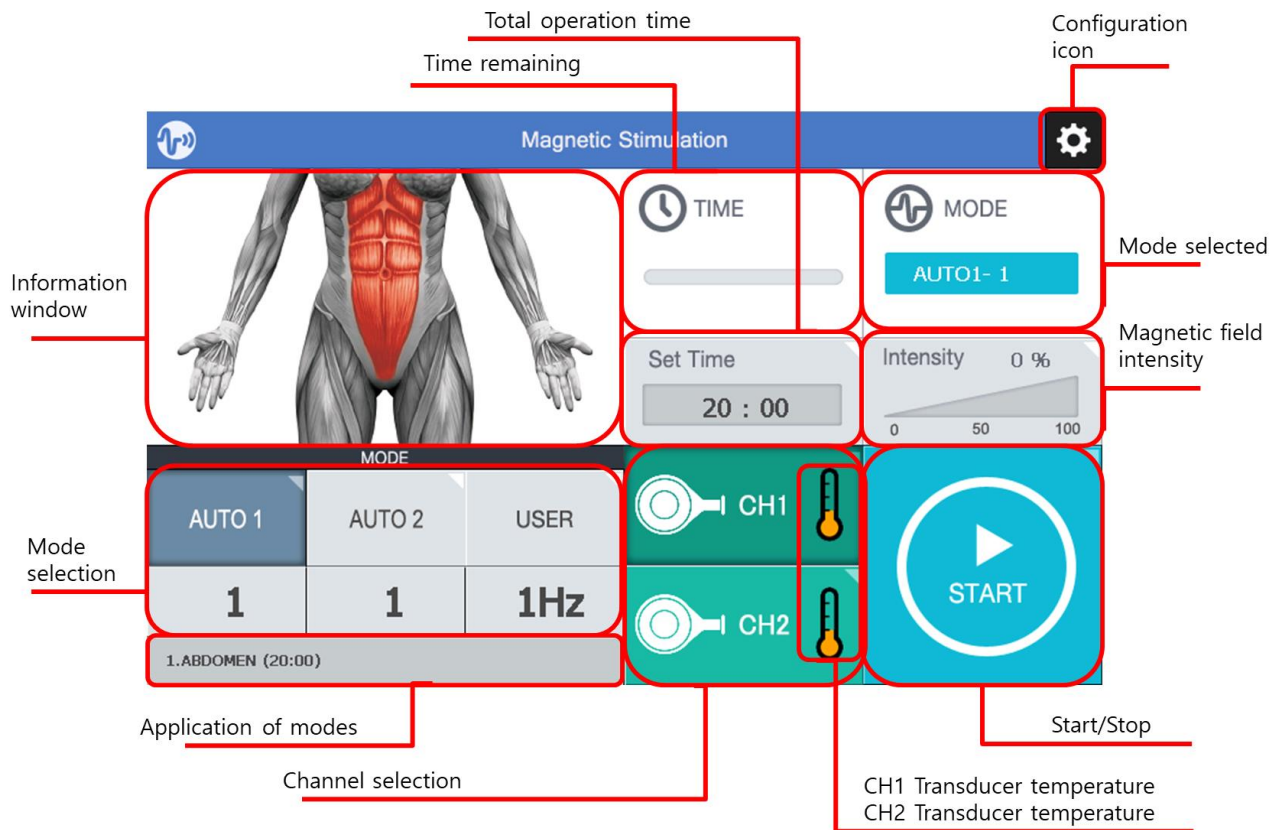 Total operation time
Configuration
icon
Time remaining
Magnetic Stimulation
TIME
MODE
AUTO1- 1
Mode selected
Information
window
Set Time
20 : 00
Intensity 0 %
0 50 100
Magnetic field
intensity
MODE
AUTO 1 AUTO 2 USER
1 1 1Hz
Mode
selection
1.ABDOMEN (20:00)
CH1
CH2
START
Application of modes
Start/Stop
Channel selection
CH1 Transducer temperature
CH2 Transducer temperature